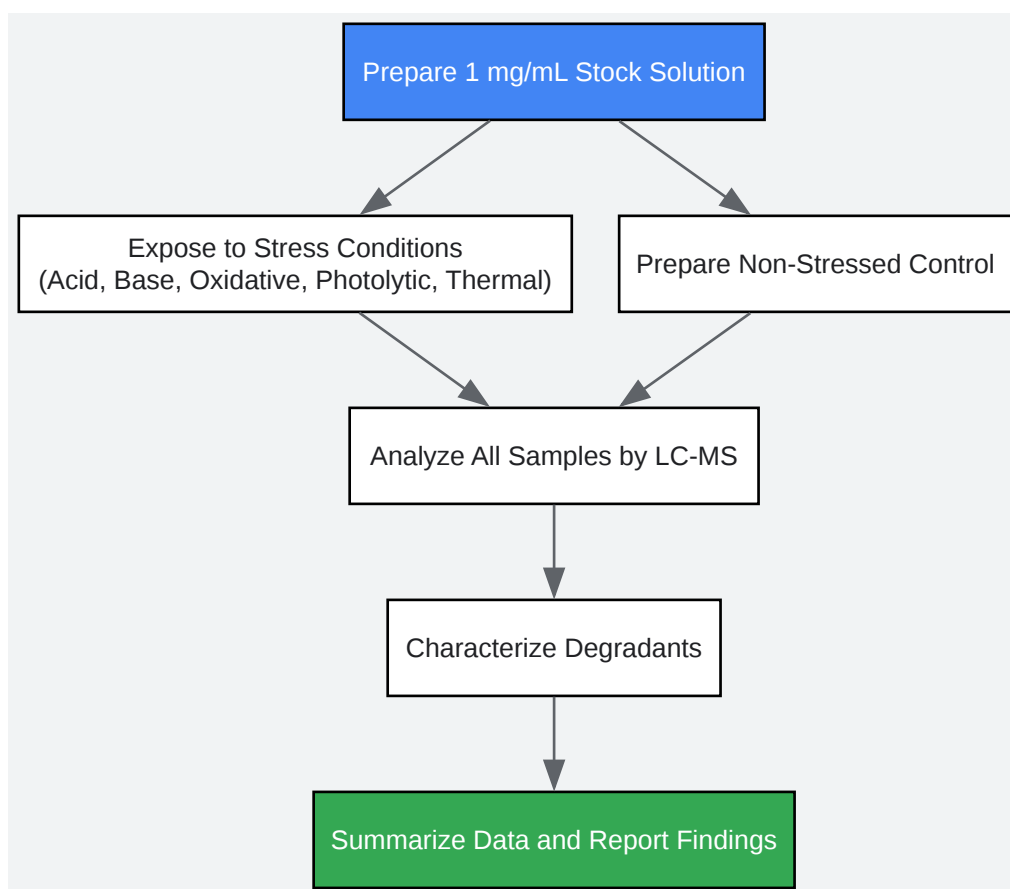 Prepare 1 mg/mL Stock Solution
Expose to Stress Conditions
(Acid, Base, Oxidative, Photolytic, Thermal)
Prepare Non-Stressed Control
Analyze All Samples by LC-MS
Characterize Degradants
Summarize Data and Report Findings